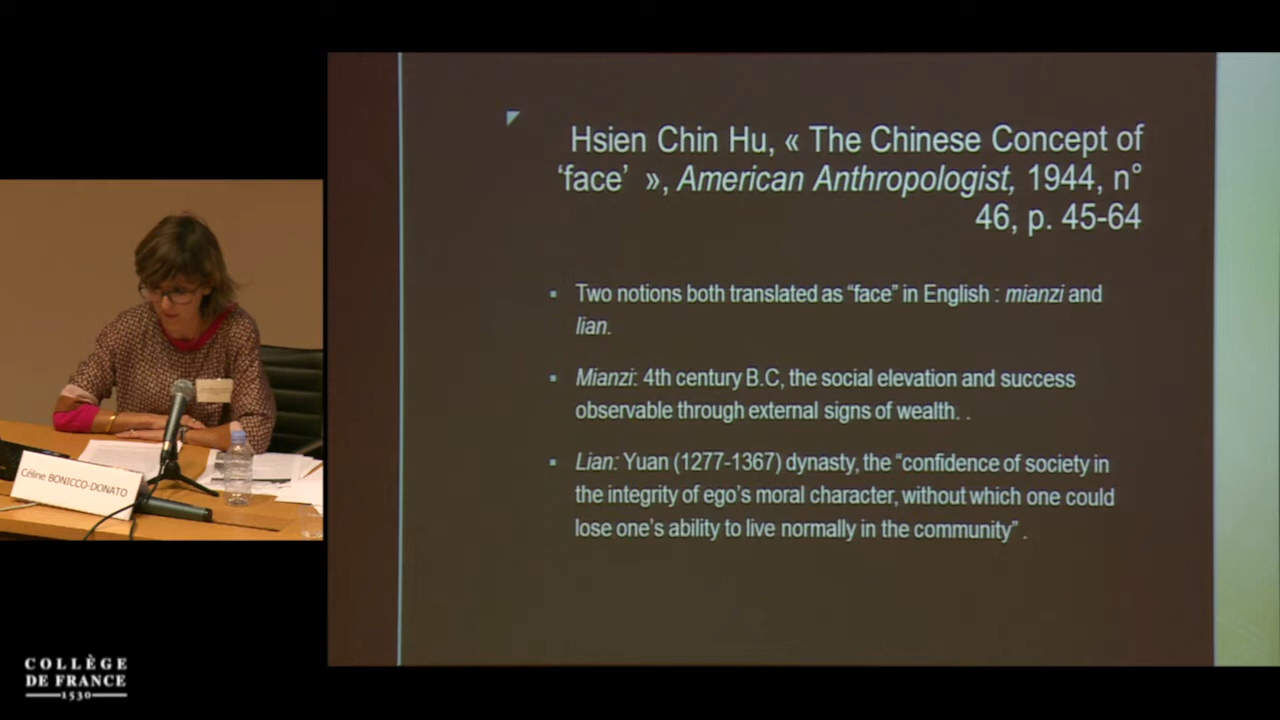 Hsien Chin Hu, « The Chinese Concept of
‘face’ », American Anthropologist, 1944, n°
46, p. 45-64
▪ Two notions both translated as “face” in English : mianzi and
lian.
▪ Mianzi: 4th century B.C, the social elevation and success
observable through external signs of wealth. .
▪ Lian: Yuan (1277-1367) dynasty, the “confidence of society in
the integrity of ego’s moral character, without which one could
lose one’s ability to live normally in the community” .
Céline BONICCO-DONATO
COLLÈGE
DE FRANCE
1530